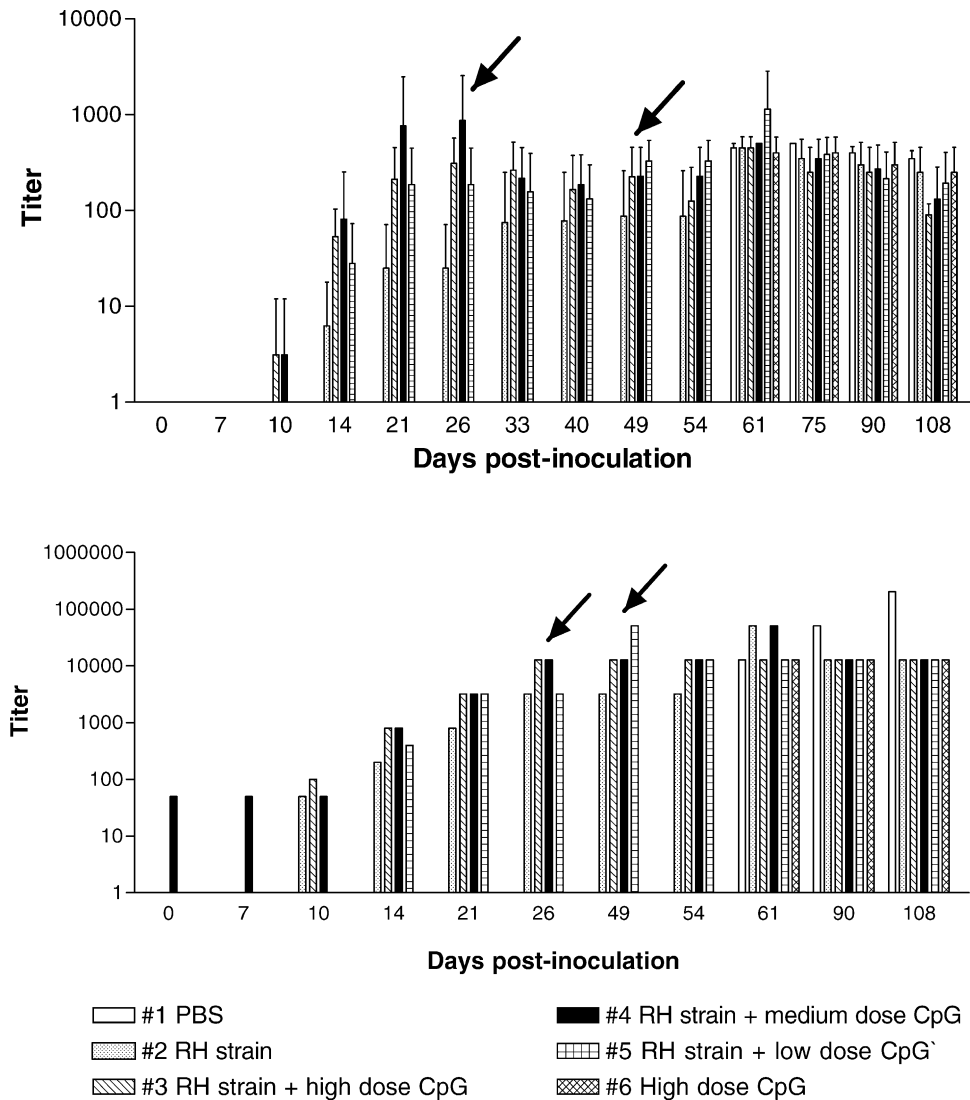 10000
1000
100
10
1
Titer
0 7 10 14 21 26 33 40 49 54 61 75 90 108
Days post-inoculation
1000000
100000
10000
1000
100
10
1
Titer
0 7 10 14 21 26 49 54 61 90 108
Days post-inoculation
#1 PBS
#2 RH strain
#3 RH strain + high dose CpG
#4 RH strain + medium dose CpG
#5 RH strain + low dose CpG`
#6 High dose CpG